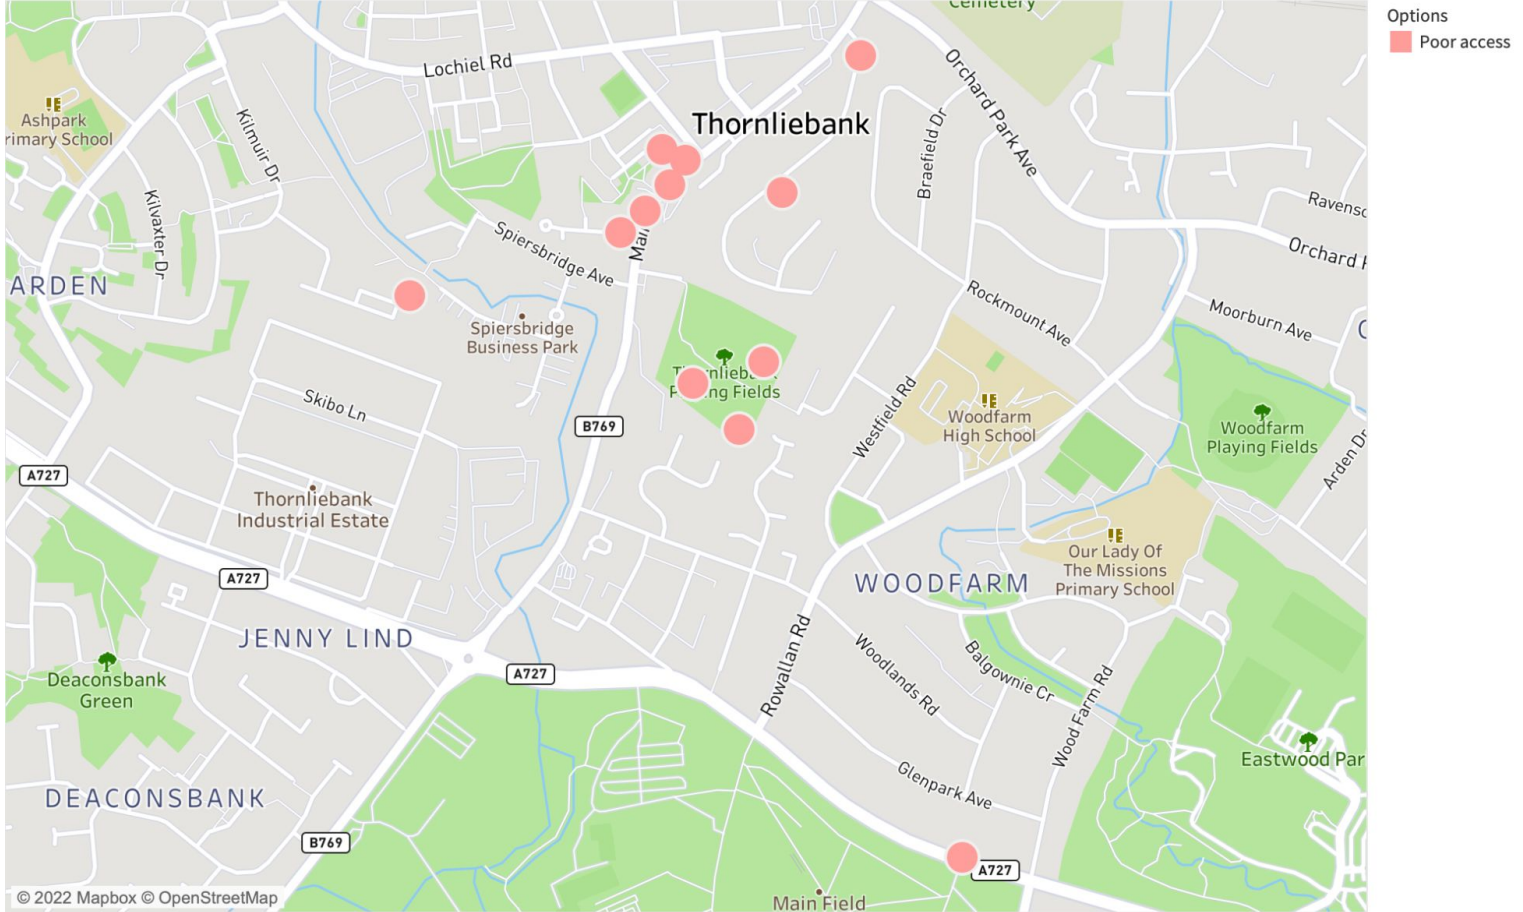 Cemetery
Options
Poor access
Lochiel Rd
Orchard Park Ave
Ashpark
rimary School
Kilmuir Dr
Thornliebank
Braefield Dr
Kilvaxter Dr
Ravensc
Spiersbridge Ave
Orchard
ARDEN
Rockmount Ave
Moorburn Ave
Spiersbridge
Business Park
Playing Fields
Skibo Ln
Westfield Rd
Woodfarm
High School
Woodfarm
Playing Fields
B769
Arden Dr
A727
Thornliebank
Industrial Estate
A727
Our Lady Of
The Missions
Primary School
WOODFARM
JENNY LIND
A727
Rowallan Rd
Woodlands Rd
Balgownie Cr
Wood Farm Rd
Deaconsbank
Green
Eastwood Par
DEACONSBANK
Glenpark Ave
B769
A727
© 2022 Mapbox © OpenStreetMap
Main Field